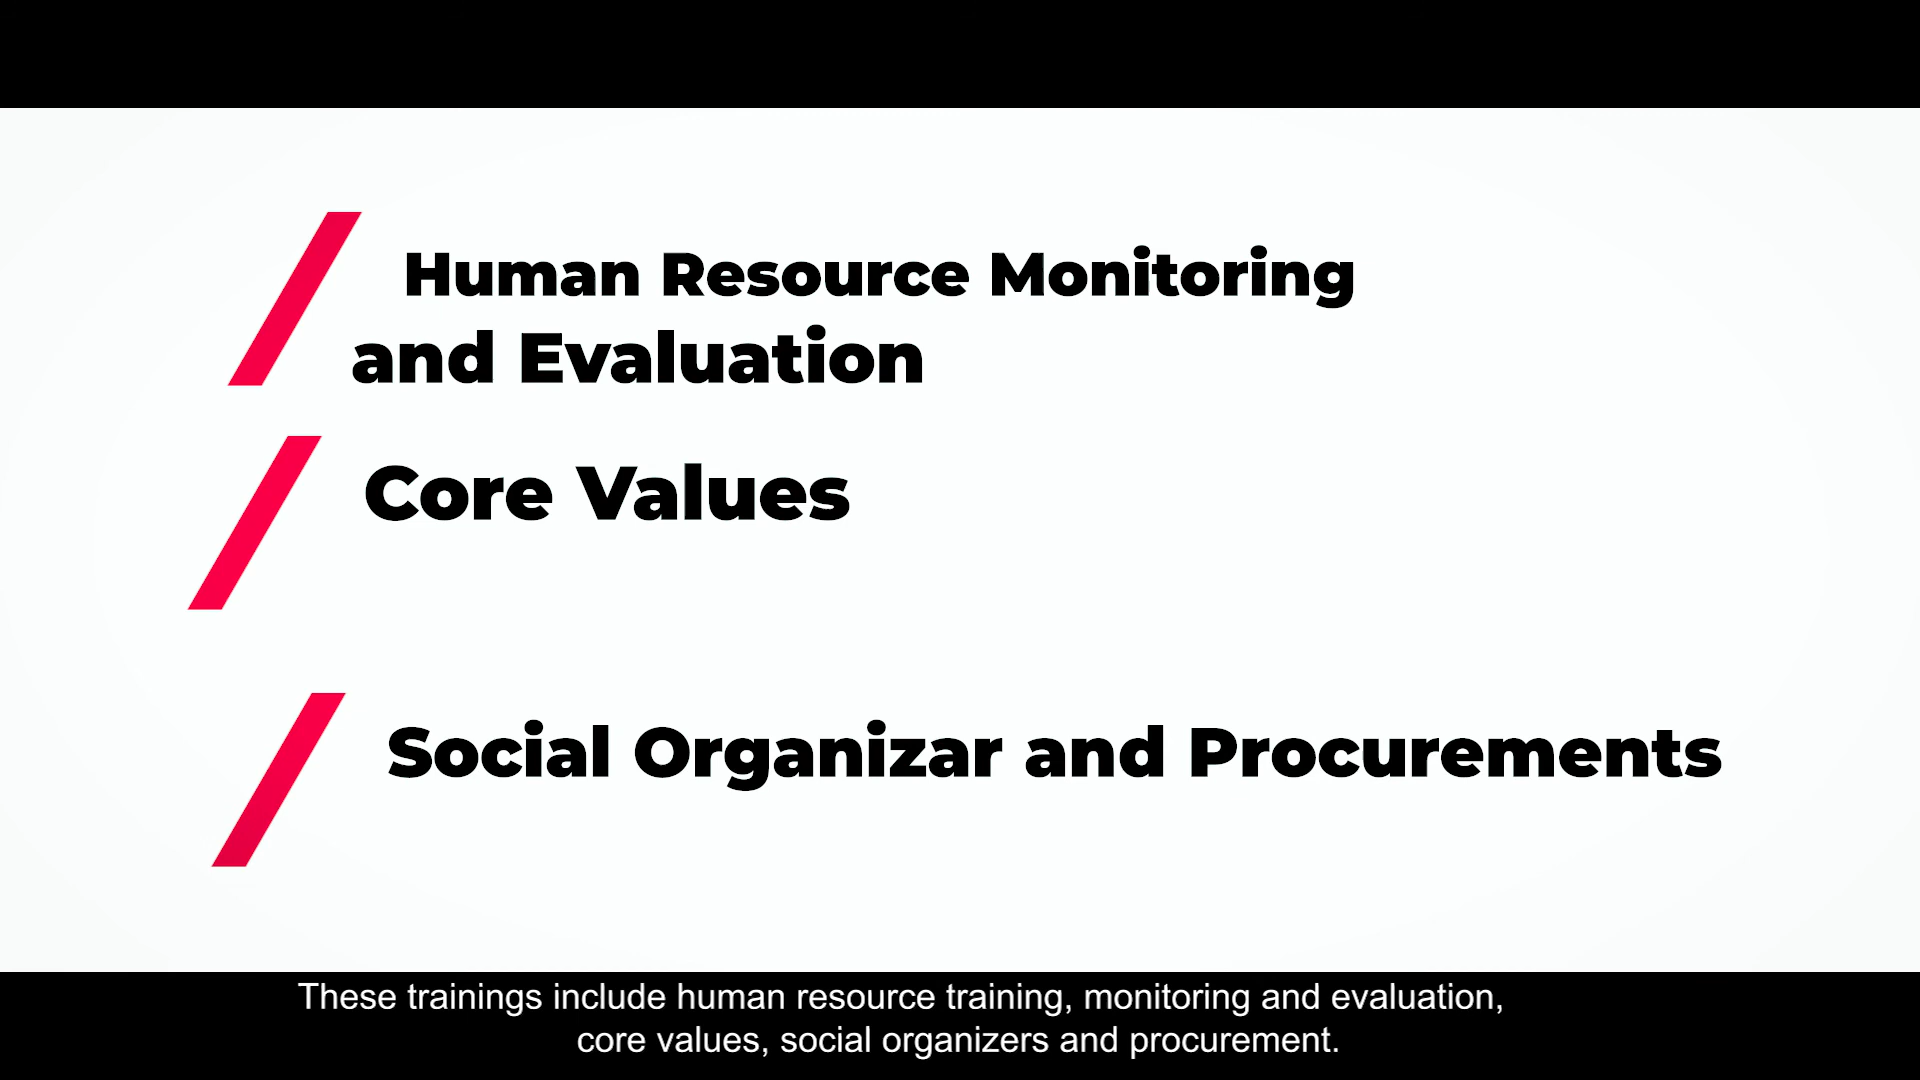 Human Resource Monitoring
and Evaluation
Core Values
Social Organizar and Procurements
These trainings include human resource training, monitoring and evaluation,
core values, social organizers and procurement.